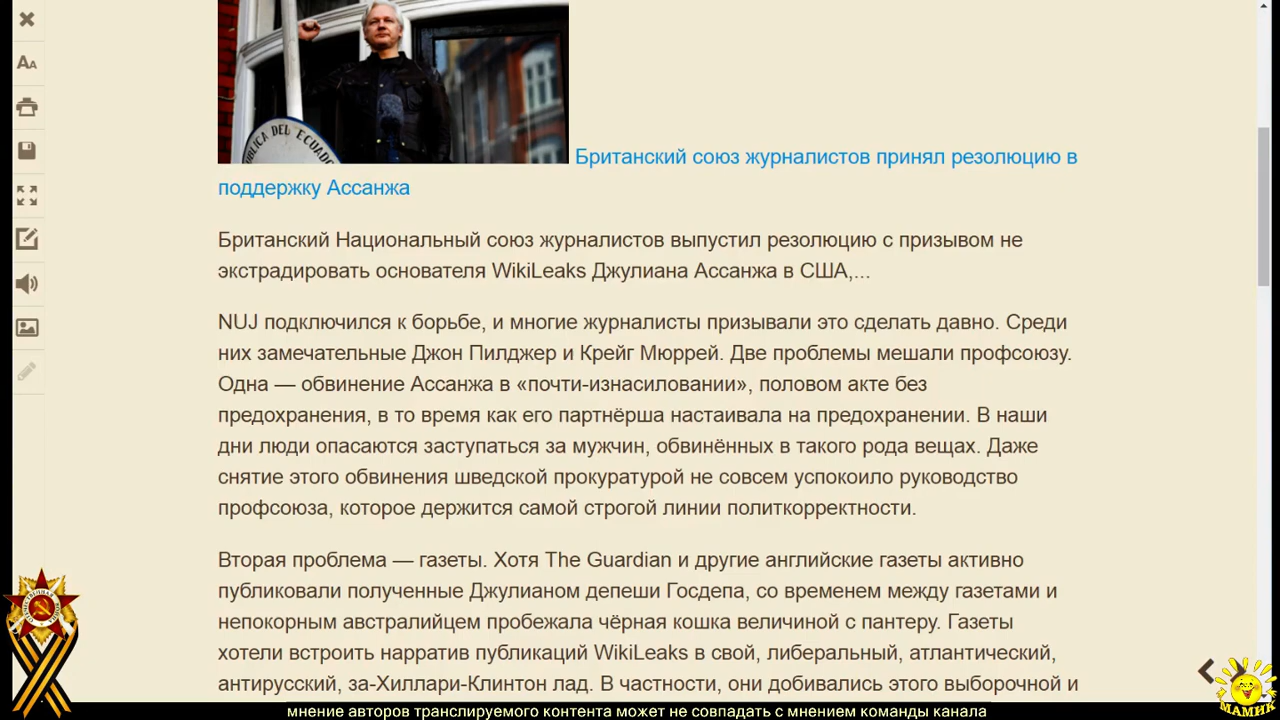 BLICA DEL ECUADO
Британский союз журналистов принял резолюцию в
поддержку Ассанжа
Британский Национальный союз журналистов выпустил резолюцию с призывом не
экстрадировать основателя WikiLeaks Джулиана Ассанжа в США,...
NUJ подключился к борьбе, и многие журналисты призывали это сделать давно. Среди
них замечательные Джон Пилджер и Крейг Мюррей. Две проблемы мешали профсоюзу.
Одна — обвинение Ассанжа в «почти-изнасиловании», половом акте без
предохранения, в то время как его партнёрша настаивала на предохранении. В наши
дни люди опасаются заступаться за мужчин, обвинённых в такого рода вещах. Даже
снятие этого обвинения шведской прокуратурой не совсем успокоило руководство
профсоюза, которое держится самой строгой линии политкорректности.
Вторая проблема — газеты. Хотя The Guardian и другие английские газеты активно
публиковали полученные Джулианом депеши Госдепа, со временем между газетами и
непокорным австралийцем пробежала чёрная кошка величиной с пантеру. Газеты
хотели встроить нарратив публикаций WikiLeaks в свой, либеральный, атлантический,
антирусский, за-Хиллари-Клинтон лад. В частности, они добивались этого выборочной и
МАМИК
мнение авторов транслируемого контента может не совпадать с мнением команды канала